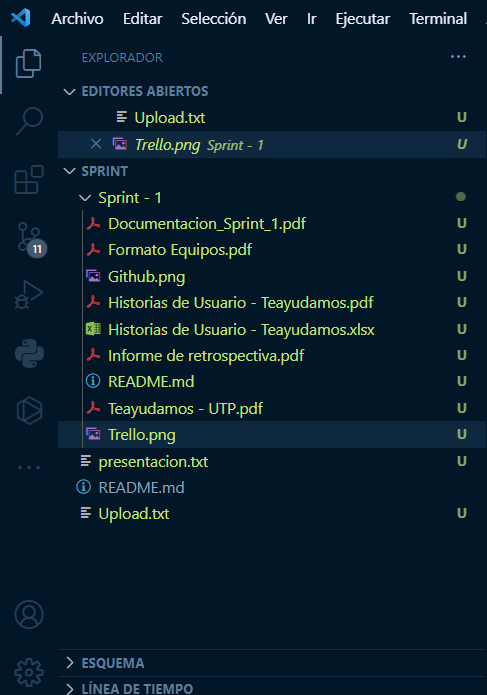 Archivo Editar Selección Ver Ir Ejecutar Terminal
EXPLORADOR ...
EDITORES ABIERTOS
Upload.txt U
Trello.png Sprint - 1 U
SPRINT
Sprint - 1
Documentacion_Sprint_1.pdf U
Formato Equipos.pdf U
Github.png U
11
Historias de Usuario - Teayudamos.pdf U
Historias de Usuario - Teayudamos.xlsx U
Informe de retrospectiva.pdf U
README.md U
Teayudamos - UTP.pdf U
Trello.png U
presentacion.txt U
README.md U
Upload.txt U
ESQUEMA
LÍNEA DE TIEMPO